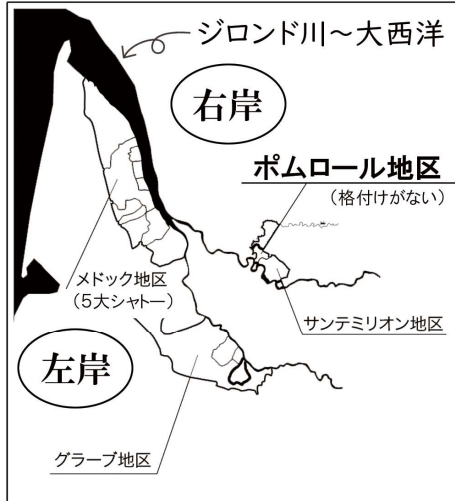 ジロンド川～大西洋
右岸
ポムロール地区
（格付けがない）
メドック地区
（5大シャトー）
サンテミリオン地区
左岸
グラーブ地区